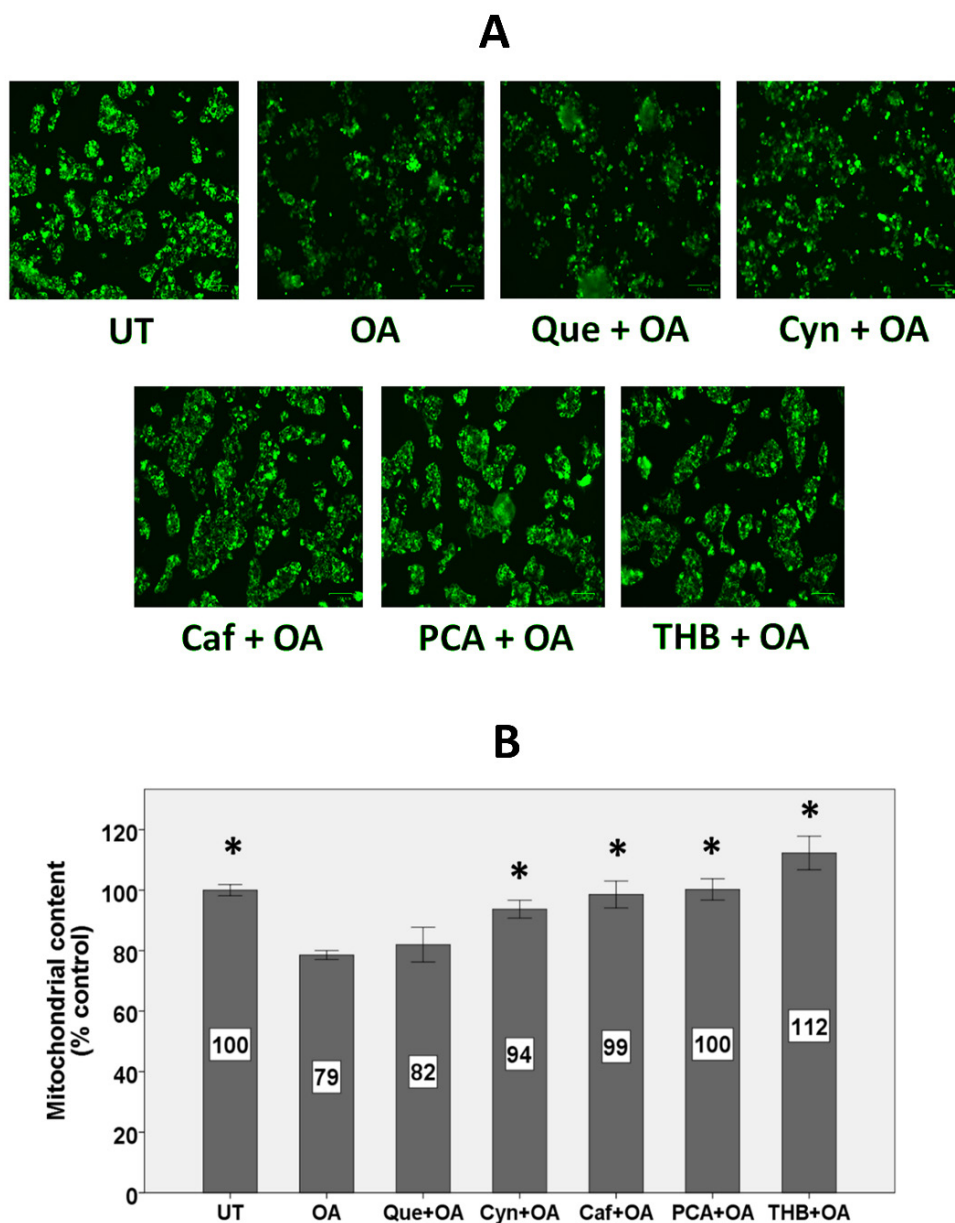 A
UT OA Que + OA Cyn + OA
Caf + OA PCA + OA THB + OA
B
Mitochondrial content
(% control)
120
100
80
60
40
20
0
* * * * *
100 79 82 94 99 100 112
UT OA Que+OA Cyn+OA Caf+OA PCA+OA THB+OA